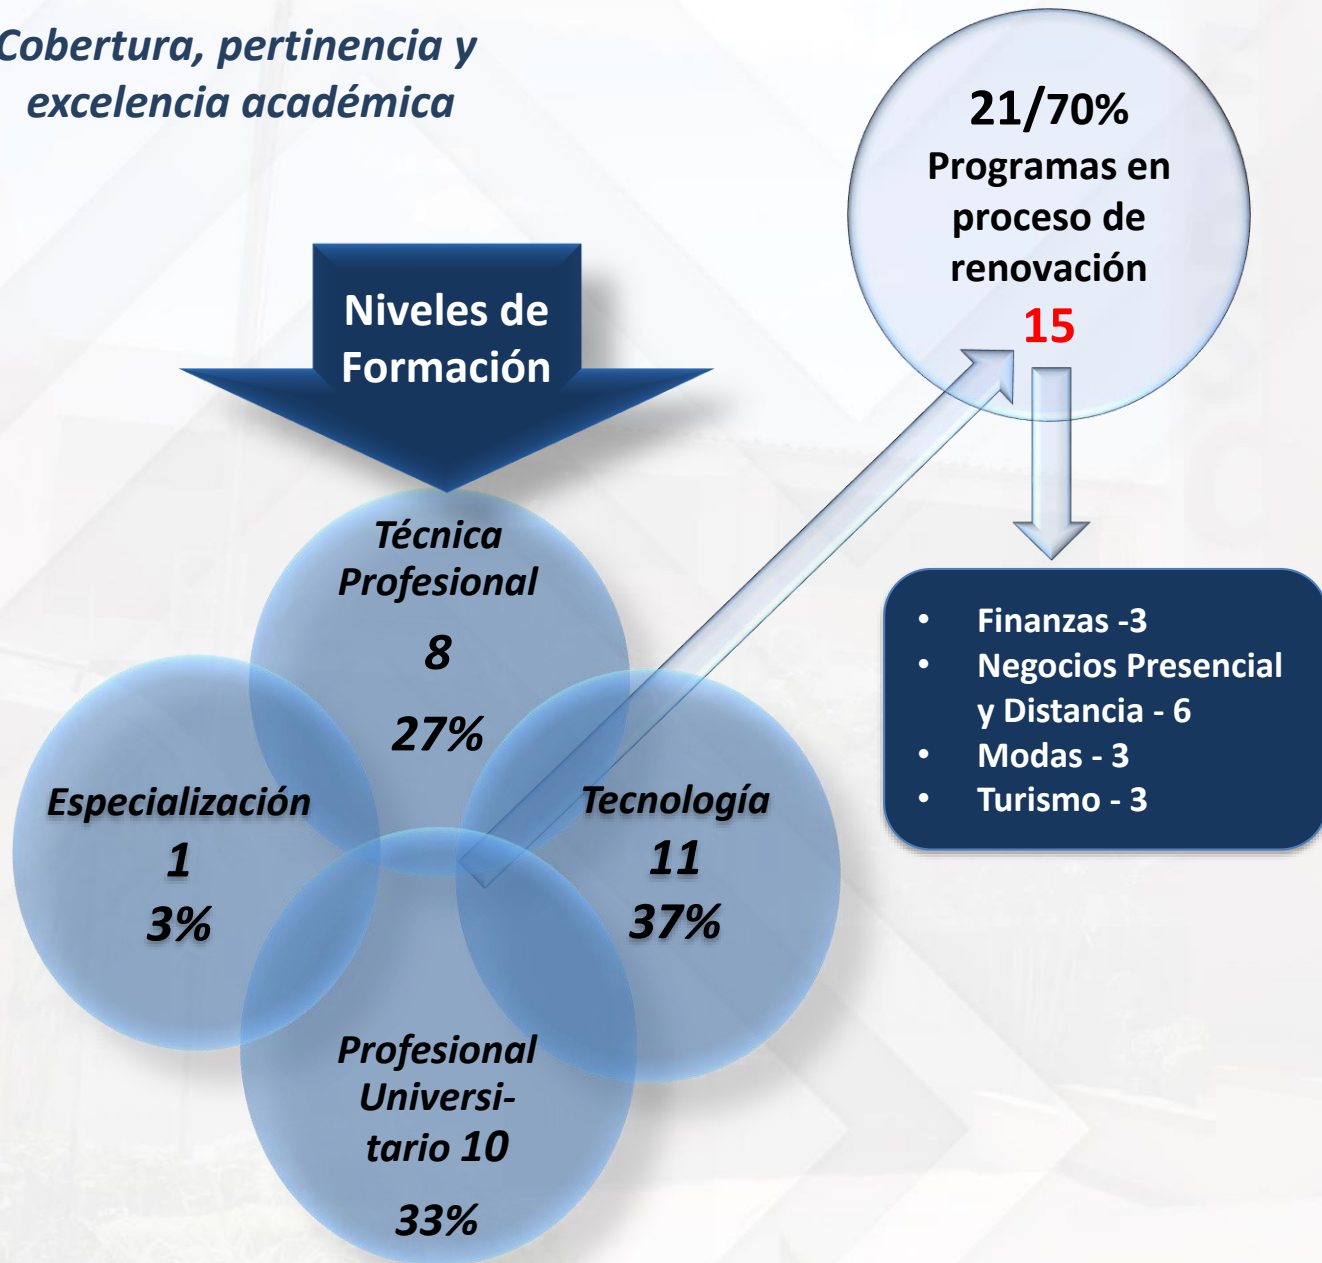 Cobertura, pertinencia y
excelencia académica
21/70%
Programas en
proceso de
renovación
15
Niveles de
Formación
Técnica
Profesional
8
27%
Especialización
1
3%
Tecnología
11
37%
Profesional
Universi-
tario 10
33%
• Finanzas -3
• Negocios Presencial
y Distancia - 6
• Modas - 3
• Turismo - 3